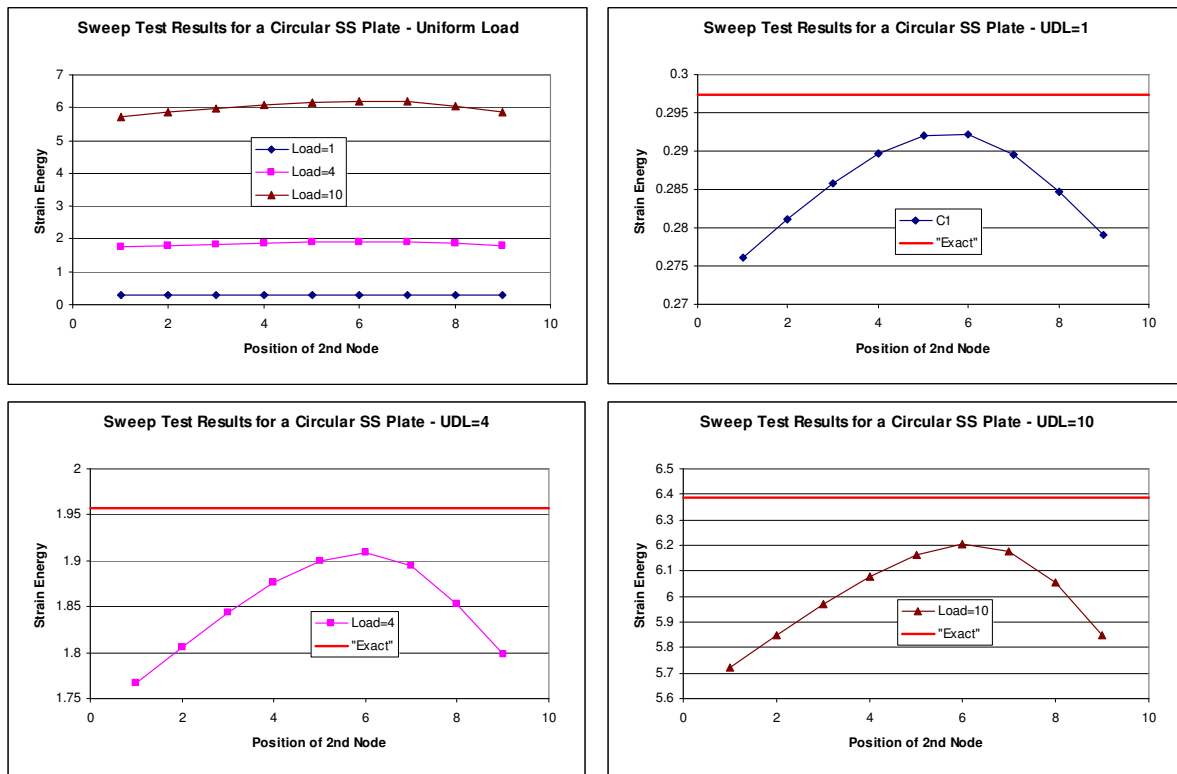 Sweep Test Results for a Circular SS Plate - Uniform Load
7
6
5
4
3
2
1
0
Strain Energy
Load=1
Load=4
Load=10
0 2 4 6 8 10
Position of 2nd Node
Sweep Test Results for a Circular SS Plate - UDL=1
0.3
0.295
0.29
0.285
0.28
0.275
0.27
Strain Energy
C1
"Exact"
0 2 4 6 8 10
Position of 2nd Node
Sweep Test Results for a Circular SS Plate - UDL=4
2
1.95
1.9
1.85
1.8
1.75
Strain Energy
Load=4
"Exact"
0 2 4 6 8 10
Position of 2nd Node
Sweep Test Results for a Circular SS Plate - UDL=10
6.5
6.4
6.3
6.2
6.1
6
5.9
5.8
5.7
5.6
Strain Energy
Load=10
"Exact"
0 2 4 6 8 10
Position of 2nd Node